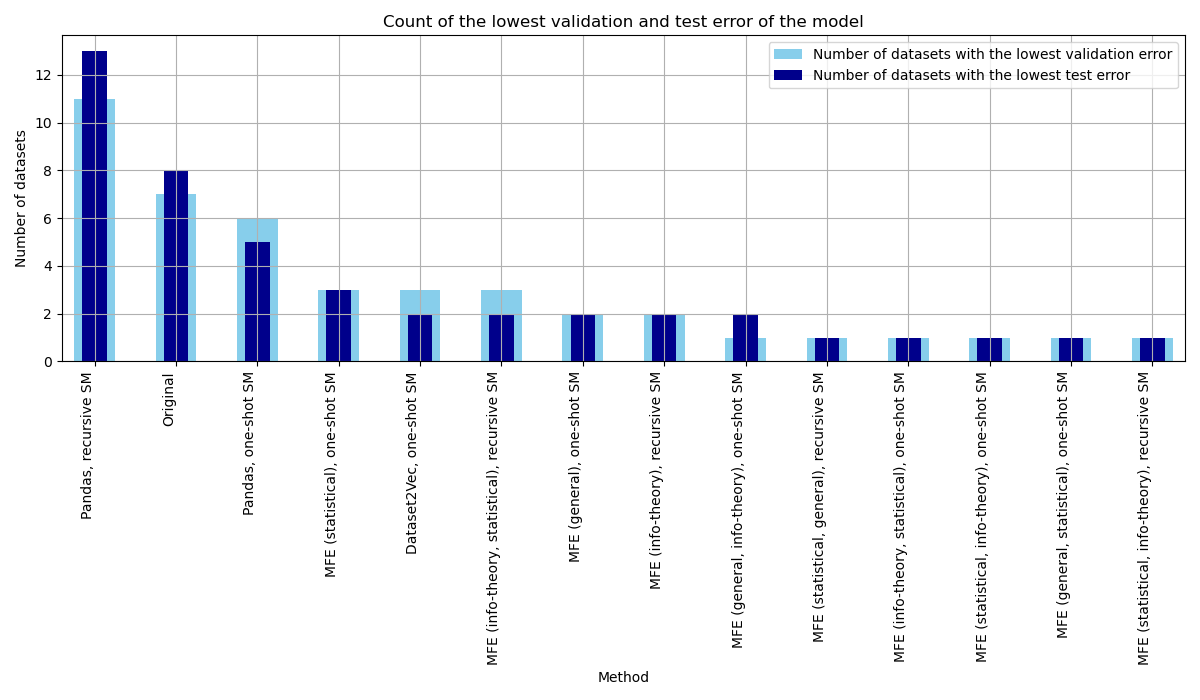 Count of the lowest validation and test error of the model
Number of datasets with the lowest validation error
Number of datasets with the lowest test error
Number of datasets
12
10
8
6
4
2
0
Pandas, recursive SM
Original
Pandas, one-shot SM
MFE (statistical), one-shot SM
Dataset2Vec, one-shot SM
MFE (info-theory, statistical), recursive SM
MFE (general), one-shot SM
MFE (info-theory), recursive SM
MFE (general, info-theory), one-shot SM
MFE (statistical, general), recursive SM
MFE (info-theory, statistical), one-shot SM
MFE (statistical, info-theory), one-shot SM
MFE (general, statistical), one-shot SM
MFE (statistical, info-theory), recursive SM
Method